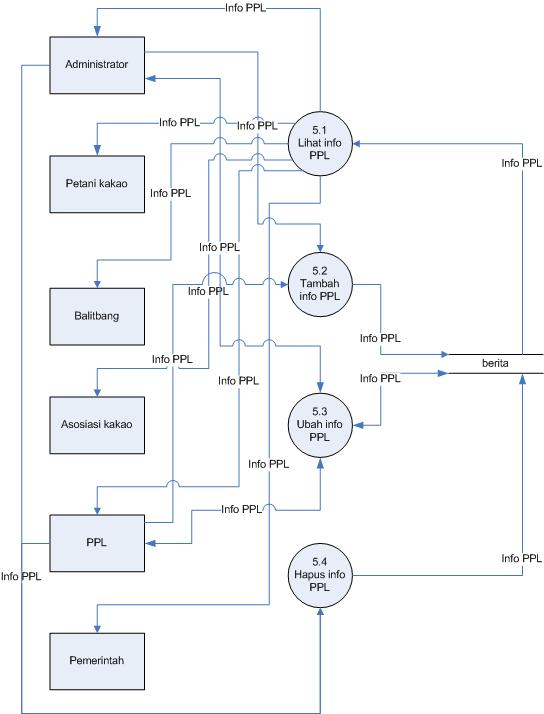 Info PPL
Administrator
Info PPL
Info PPL
5.1
Lihat info
PPL
Info PPL
Petani kakao
Info PPL
Info PPL
5.2
Tambah
info PPL
Info PPL
Balitbang
Info PPL
berita
Info PPL
Info PPL
Info PPL
Asosiasi kakao
5.3
Ubah info
PPL
Info PPL
Info PPL
PPL
Info PPL
5.4
Hapus info
PPL
Info PPL
Pemerintah